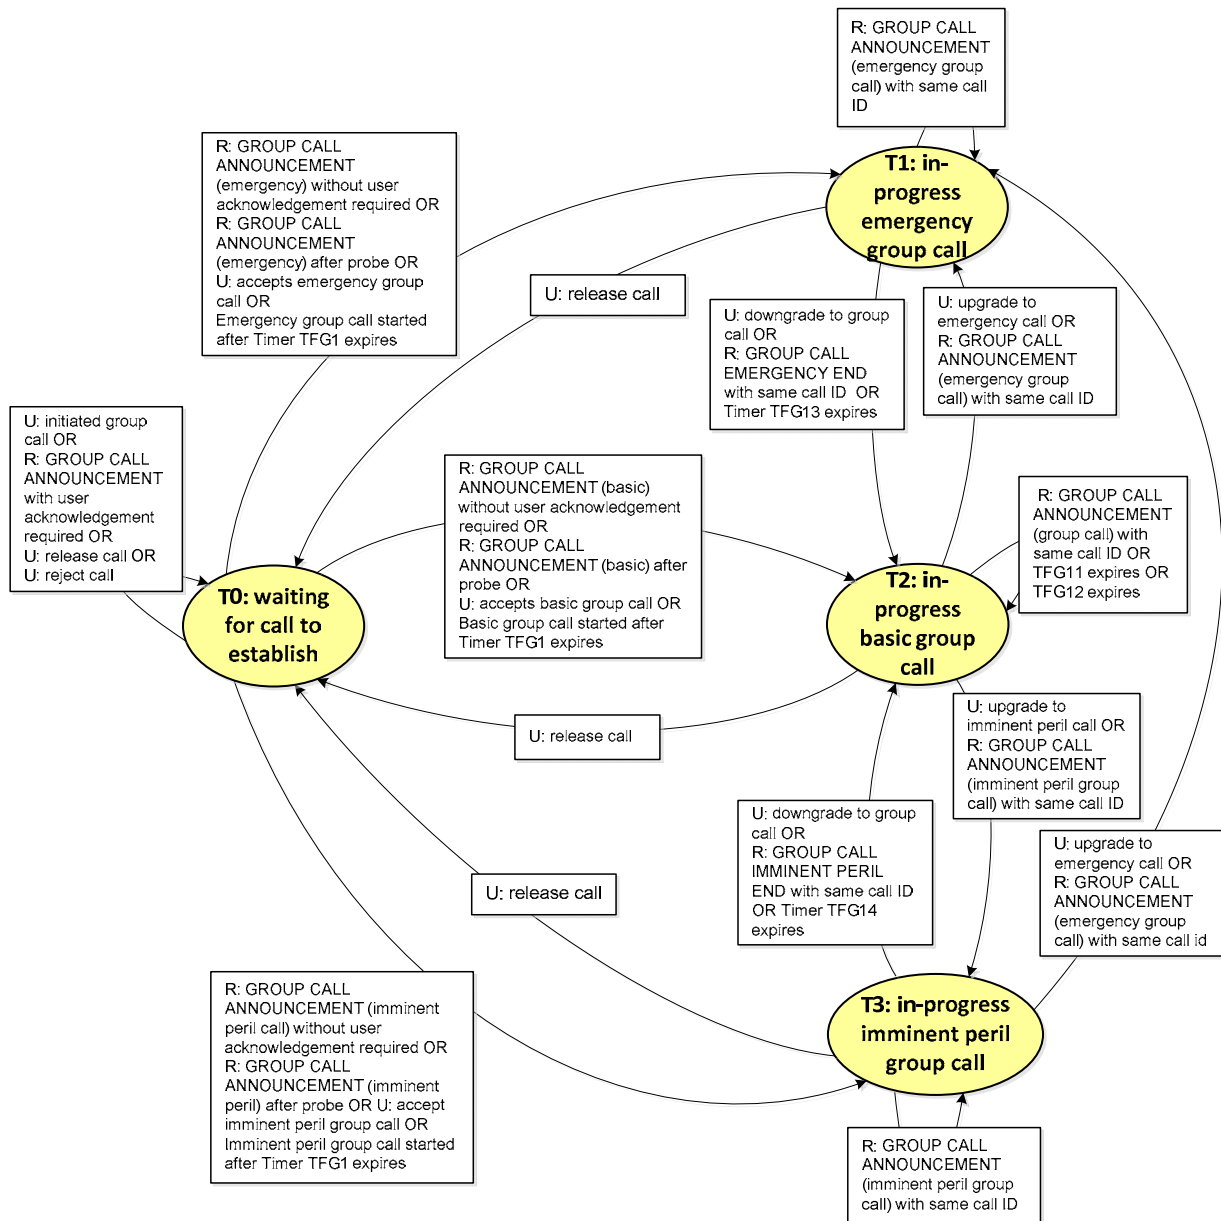 R: GROUP CALL
ANNOUNCEMENT
(emergency group
call) with same call
ID
R: GROUP CALL
ANNOUNCEMENT
(emergency) without user
acknowledgement required OR
R: GROUP CALL
ANNOUNCEMENT
(emergency) after probe OR
U: accepts emergency group
call OR
Emergency group call started
after Timer TFG1 expires
T1: in-
progress
emergency
group call
U: release call
U: downgrade to group
call OR
R: GROUP CALL
EMERGENCY END
with same call ID OR
Timer TFG13 expires
U: upgrade to
emergency call OR
R: GROUP CALL
ANNOUNCEMENT
(emergency group
call) with same call ID
U: initiated group
call OR
R: GROUP CALL
ANNOUNCEMENT
with user
acknowledgement
required OR
U: release call OR
U: reject call
R: GROUP CALL
ANNOUNCEMENT (basic)
without user acknowledgement
required OR
R: GROUP CALL
ANNOUNCEMENT (basic) after
probe OR
U: accepts basic group call OR
Basic group call started after
Timer TFG1 expires
R: GROUP CALL
ANNOUNCEMENT
(group call) with
same call ID OR
TFG11 expires OR
TFG12 expires
T0: waiting
for call to
establish
T2: in-
progress
basic group
call
U: release call
U: upgrade to
imminent peril call OR
R: GROUP CALL
ANNOUNCEMENT
(imminent peril group
call) with same call ID
U: downgrade to group
call OR
R: GROUP CALL
IMMINENT PERIL
END with same call ID
OR Timer TFG14
expires
U: upgrade to
emergency call OR
R: GROUP CALL
ANNOUNCEMENT
(emergency group
call) with same call id
U: release call
R: GROUP CALL
ANNOUNCEMENT (imminent
peril call) without user
acknowledgement required OR
R: GROUP CALL
ANNOUNCEMENT (imminent
peril) after probe OR U: accept
imminent peril group call OR
Imminent peril group call started
after Timer TFG1 expires
T3: in-progress
imminent peril
group call
R: GROUP CALL
ANNOUNCEMENT
(imminent peril group
call) with same call ID